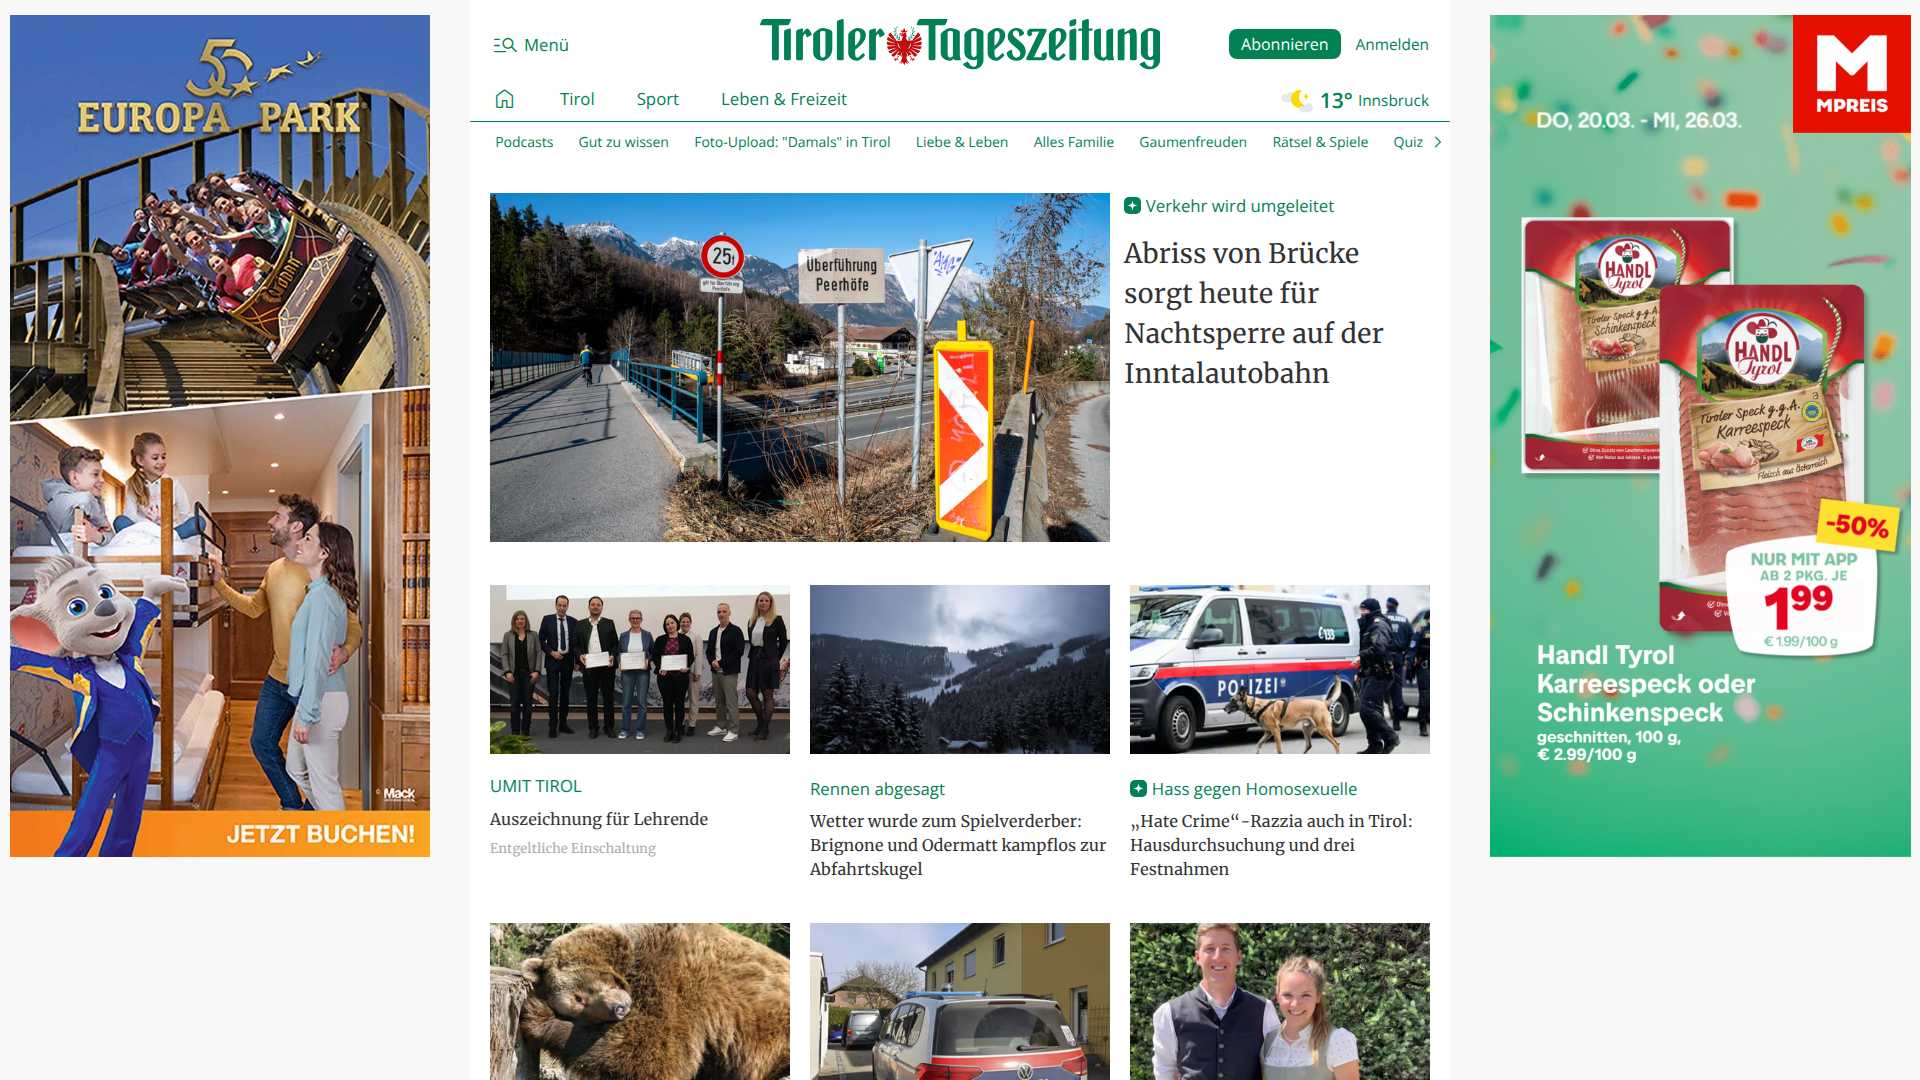 Menü
Tiroler Tageszeitung
Abonnieren
Anmelden
Tirol
Sport
Leben & Freizeit
13° Innsbruck
Podcasts
Gut zu wissen
Foto-Upload: "Damals" in Tirol
Liebe & Leben
Alles Familie
Gaumenfreuden
Rätsel & Spiele
Quiz
50
EUROPA PARK
© Mack
JETZT BUCHEN!
25t
Überführung
Peerhöfe
Verkehr wird umgeleitet
Abriss von Brücke
sorgt heute für
Nachtsperre auf der
Inntalautobahn
133
POLIZEI
UMIT TIROL
Auszeichnung für Lehrende
Entgeltliche Einschaltung
Rennen abgesagt
Wetter wurde zum Spielverderber:
Brignone und Odermatt kampflos zur
Abfahrtskugel
Hass gegen Homosexuelle
„Hate Crime“-Razzia auch in Tirol:
Hausdurchsuchung und drei
Festnahmen
MPREIS
DO, 20.03. - MI, 26.03.
HANDL
Tyrol
Tiroler Speck g.g.A.
Schinkenspeck
HANDL
Tyrol
Tiroler Speck g.g.A.
Karreespeck
Fleisch aus Österreich
-50%
NUR MIT APP
AB 2 PKG. JE
1 99
€ 1.99/100 g
Handl Tyrol
Karreespeck oder
Schinkenspeck
geschnitten, 100 g,
€ 2.99/100 g